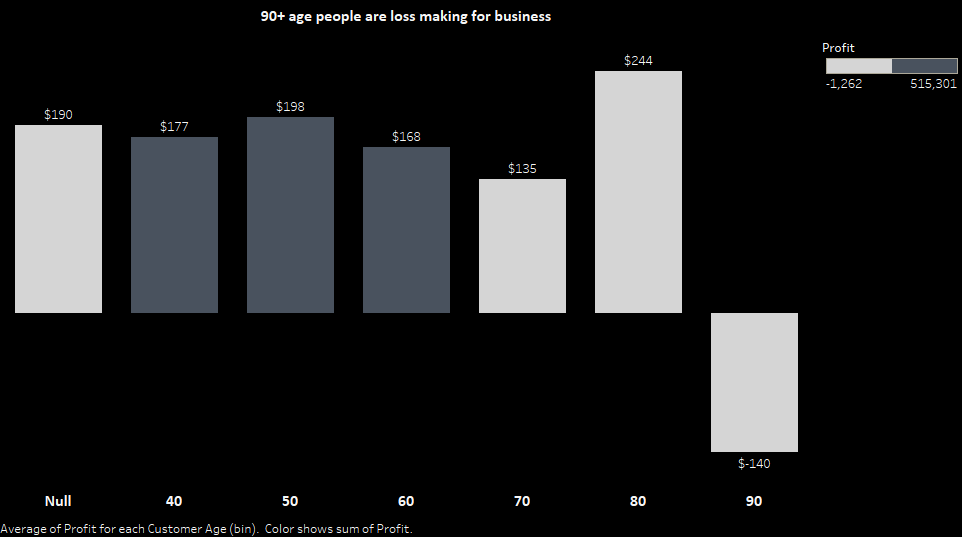 90+ age people are loss making for business
Profit
-1,262 515,301
$244
$198
$190
$177
$168
$135
$-140
Null 40 50 60 70 80 90
Average of Profit for each Customer Age (bin). Color shows sum of Profit.